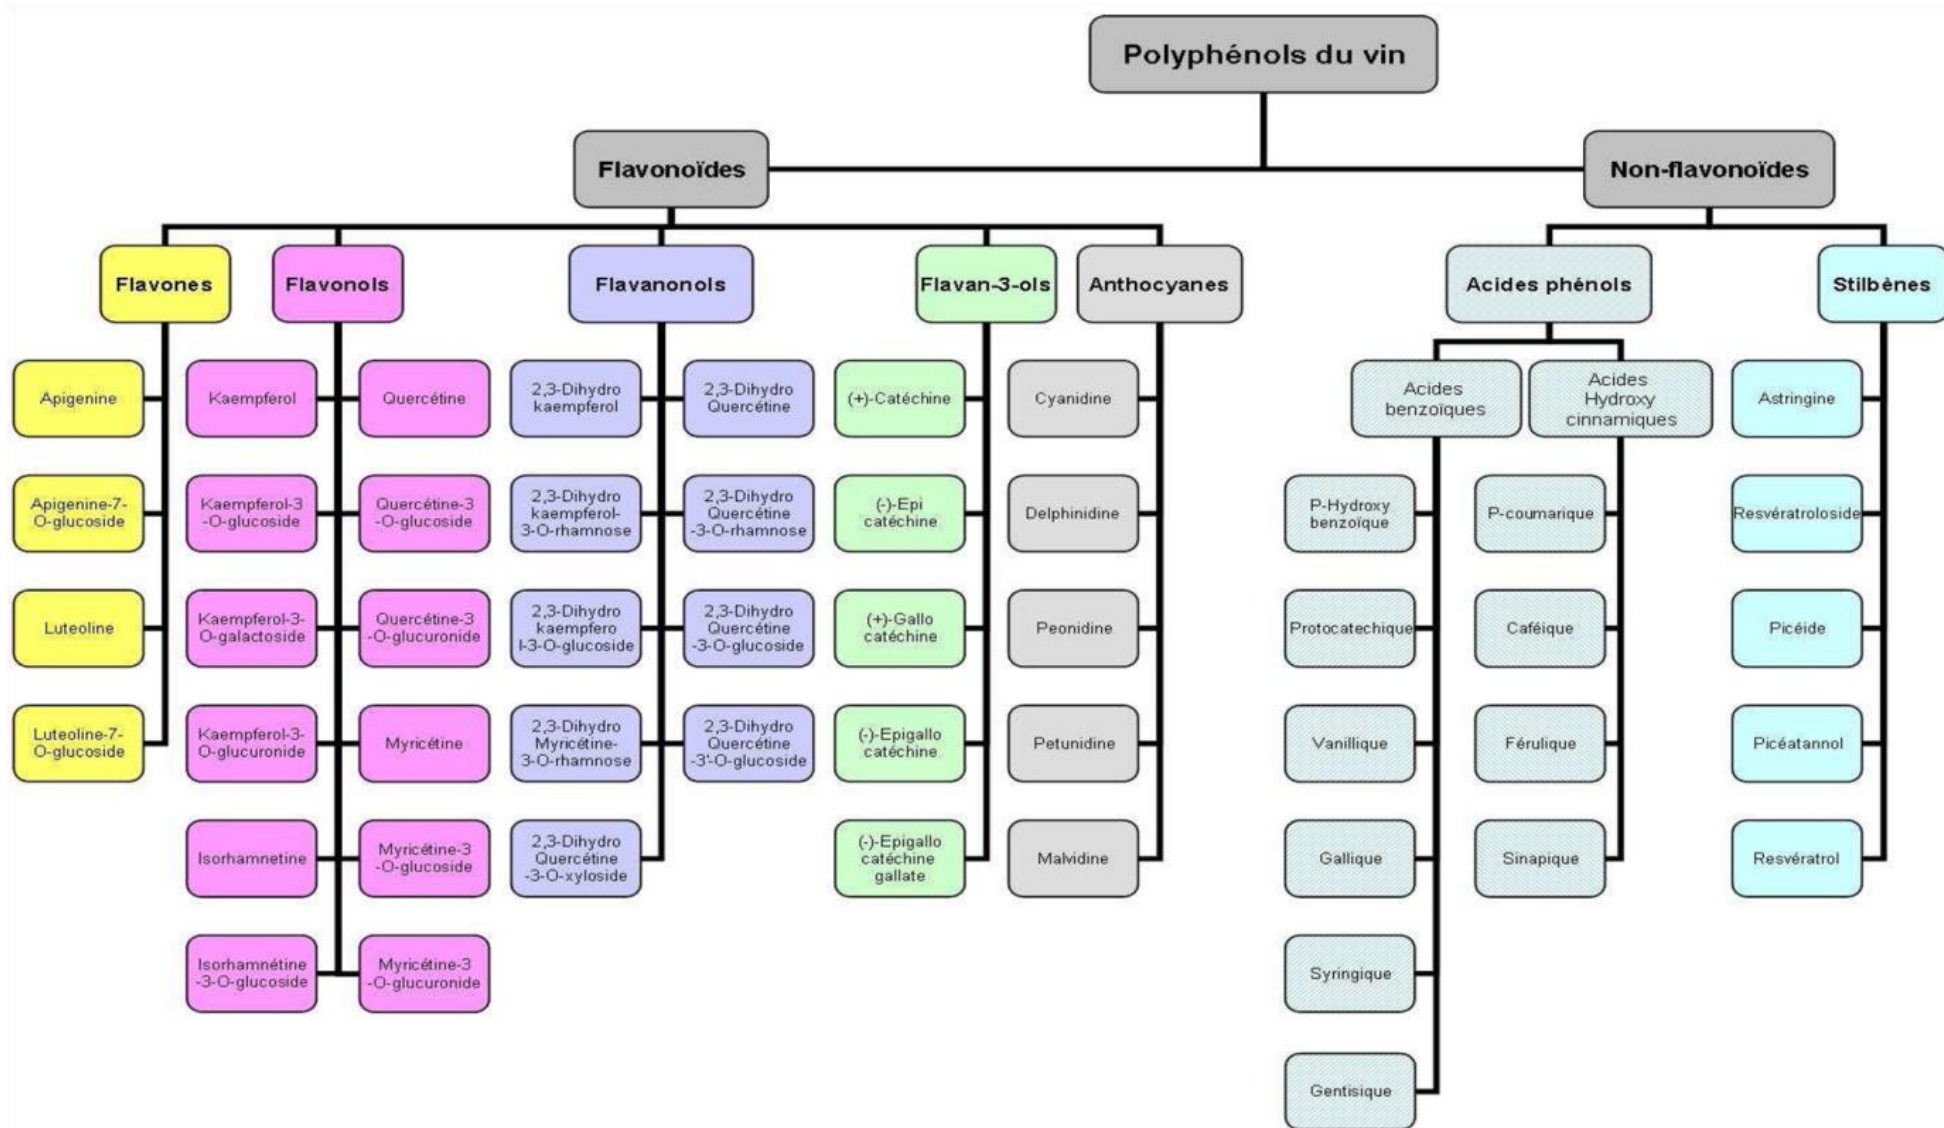 Polyphénols du vin
Flavonoïdes
Non-flavonoïdes
Flavones
Flavonols
Flavanonols
Flavan-3-ols
Anthocyanes
Acides phénols
Stilbènes
Apigenine
Apigenine-7-
O-glucoside
Luteoline
Luteoline-7-
O-glucoside
Kaempferol
Kaempferol-3
-O-glucoside
Kaempferol-3-
O-galactoside
Kaempferol-3-
O-glucuronide
Isorhamnetine
Isorhamnétine
-3-O-glucoside
Quercétine
Quercétine-3
-O-glucoside
Quercétine-3
-O-glucuronide
Myricétine
Myricétine-3
-O-glucoside
Myricétine-3
-O-glucuronide
2,3-Dihydro
kaempferol
2,3-Dihydro
kaempferol-
3-O-rhamnose
2,3-Dihydro
kaempfero
l-3-O-glucoside
2,3-Dihydro
Myricétine-
3-O-rhamnose
2,3-Dihydro
Quercétine
-3-O-xyloside
2,3-Dihydro
Quercétine
2,3-Dihydro
Quercétine
-3-O-rhamnose
2,3-Dihydro
Quercétine
-3-O-glucoside
2,3-Dihydro
Quercétine
-3'-O-glucoside
(+)-Catéchine
(-)-Epi
catéchine
(+)-Gallo
catéchine
(-)-Epigallo
catéchine
(-)-Epigallo
catéchine
gallate
Cyanidine
Delphinidine
Peonidine
Petunidine
Malvidine
Acides
benzoïques
P-Hydroxy
benzoïque
Protocatechique
Vanillique
Gallique
Syringique
Gentisique
Acides
Hydroxy
cinnamiques
P-coumarique
Caféique
Férulique
Sinapique
Astringine
Resvératroloside
Picéide
Picéatannol
Resvératrol